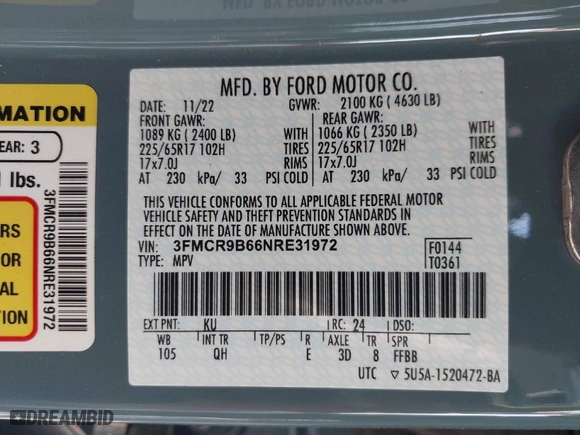 MFD. BY FORD MOTOR CO.
DATE: 11/22 GVWR: 2100 KG ( 4630 LB)
FRONT GAWR: REAR GAWR:
1089 KG ( 2400 LB) WITH 1066 KG ( 2350 LB) WITH
225/65R17 102H TIRES 225/65R17 102H TIRES
17x7.0J RIMS 17x7.0J RIMS
AT 230 kPa/ 33 PSI COLD AT 230 kPa/ 33 PSI COLD
THIS VEHICLE CONFORMS TO ALL APPLICABLE FEDERAL MOTOR
VEHICLE SAFETY AND THEFT PREVENTION STANDARDS IN
EFFECT ON THE DATE OF MANUFACTURE SHOWN ABOVE.
VIN: 3FMCR9B66NRE31972 F0144
TYPE: MPV T0361
EXT PNT: KU RC: 24 DSO:
WB INT TR TP/PS R AXLE TR SPR
105 QH E 3D 8 FFBB
UTC ▽ 5U5A-1520472-BA
MATION
EAR: 3
lbs.
RS
OR
AL
TION
3FMCR9B66NRE31972
DREAMBID